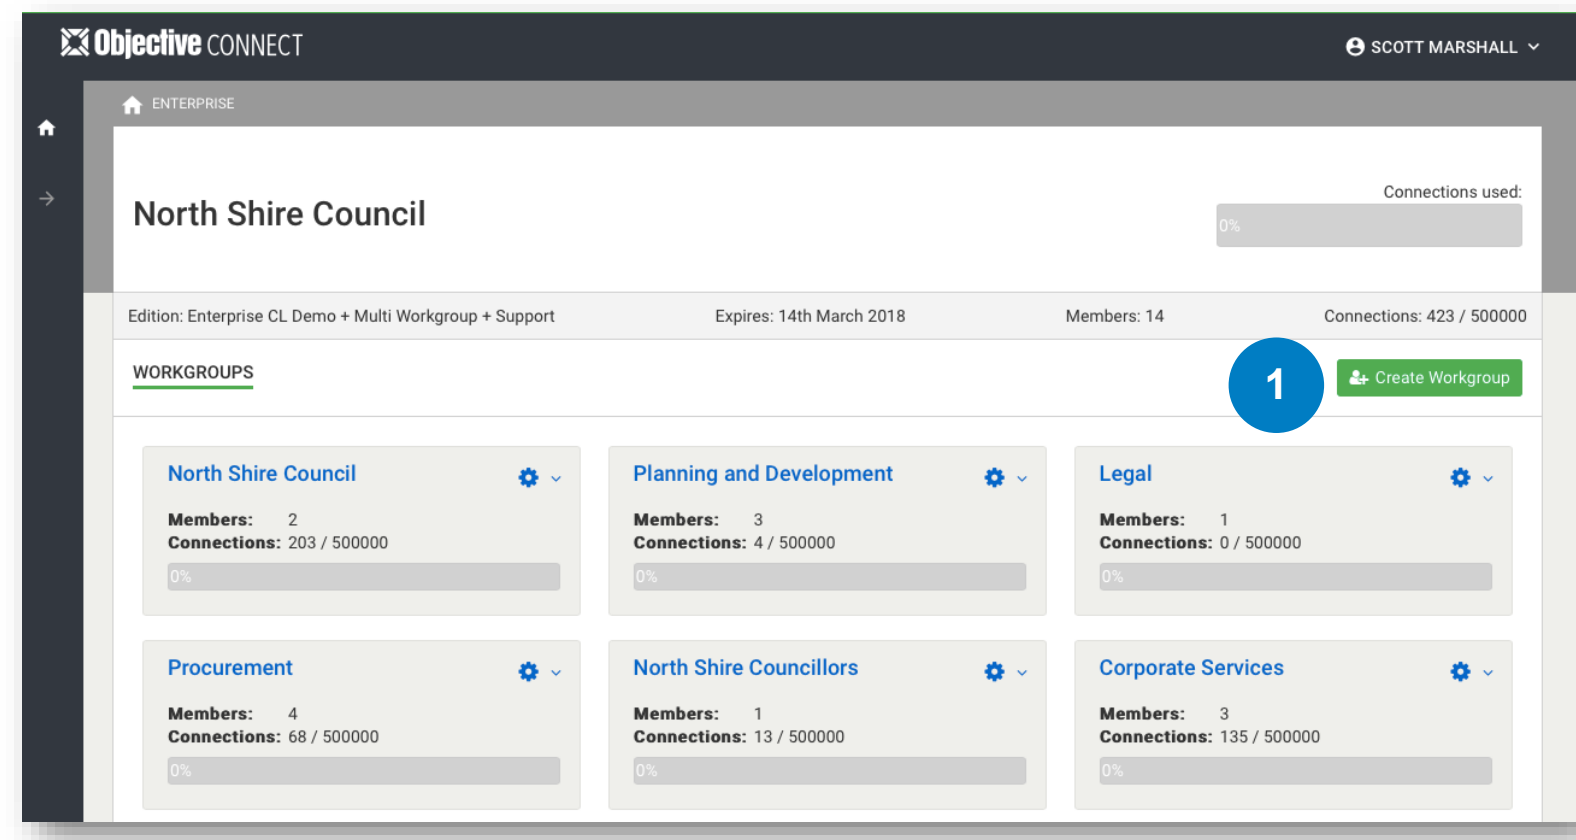 Objective CONNECT
SCOTT MARSHALL
ENTERPRISE
North Shire Council
Connections used:
0%
Edition: Enterprise CL Demo + Multi Workgroup + Support Expires: 14th March 2018 Members: 14 Connections: 423 / 500000
WORKGROUPS
1
Create Workgroup
North Shire Council
Members: 2
Connections: 203 / 500000
0%
Planning and Development
Members: 3
Connections: 4 / 500000
0%
Legal
Members: 1
Connections: 0 / 500000
0%
Procurement
Members: 4
Connections: 68 / 500000
0%
North Shire Councillors
Members: 1
Connections: 13 / 500000
0%
Corporate Services
Members: 3
Connections: 135 / 500000
0%